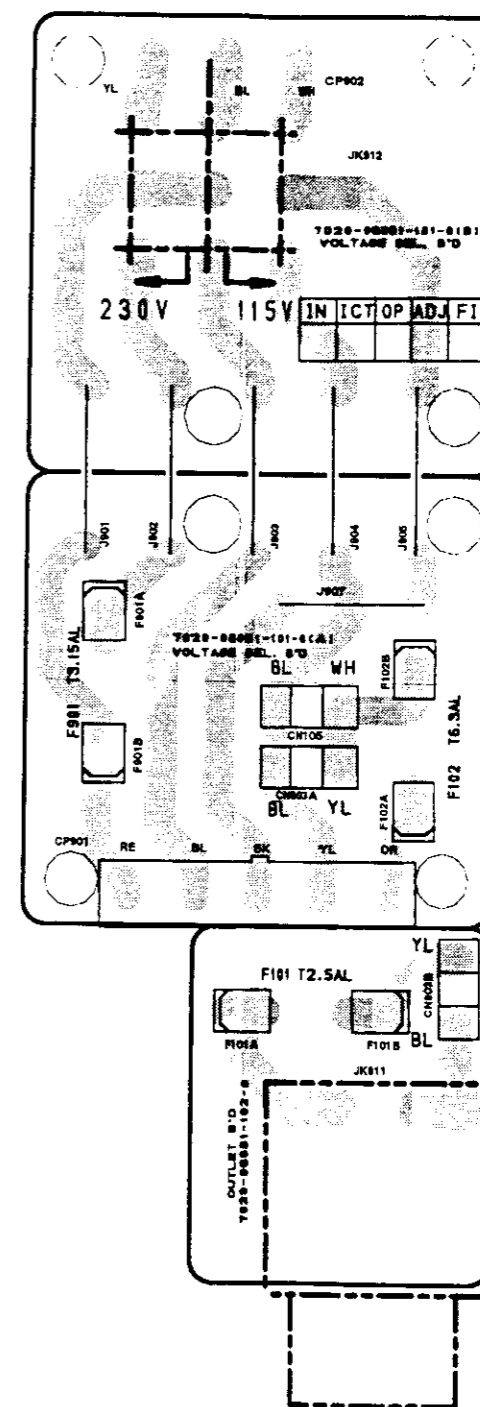 YL BL WH CP902
JK912
VOLTAGE SEL. B'D
230V 115V
IN ICT OP ADJ FI
J901 J902 J903 J904 J905
J907
F901A
F901 T3.15AL
F901B
VOLTAGE SEL. B'D
BL WH
CN105
CN903A
BL YL
F102B
F102 T6.3AL
F102A
CP901 RE BL BK YL OR
YL
CN903B
BL
F101 T2.5AL
F101A F101B
JK911
OUTLET B'D